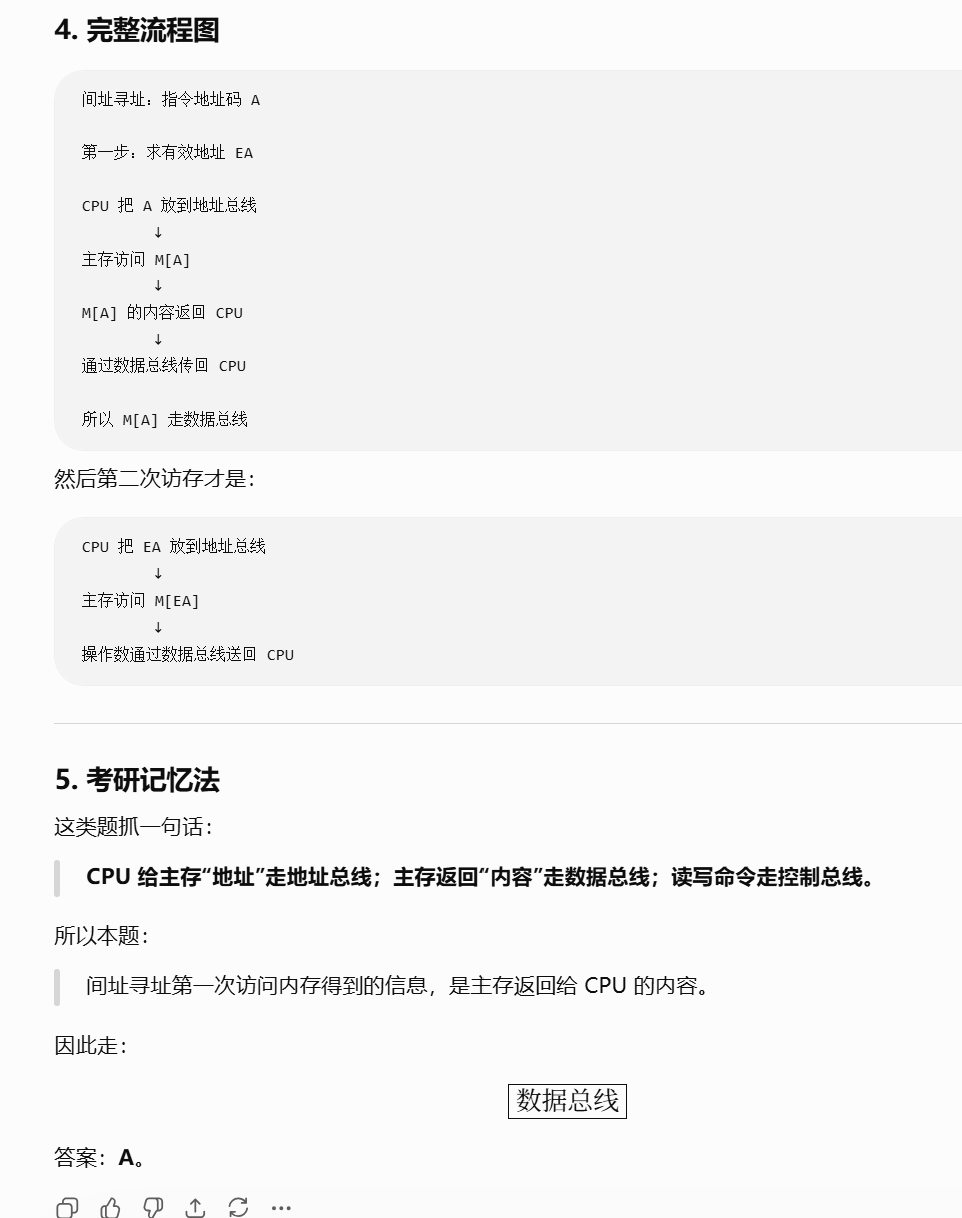 4. 完整流程图
间址寻址：指令地址码 A
第一步：求有效地址 EA
CPU 把 A 放到地址总线
↓
主存访问 M[A]
↓
M[A] 的内容返回 CPU
↓
通过数据总线传回 CPU
所以 M[A] 走数据总线
然后第二次访存才是：
CPU 把 EA 放到地址总线
↓
主存访问 M[EA]
↓
操作数通过数据总线送回 CPU
5. 考研记忆法
这类题抓一句话：
CPU 给主存“地址”走地址总线；主存返回“内容”走数据总线；读写命令走控制总线。
所以本题：
间址寻址第一次访问内存得到的信息，是主存返回给 CPU 的内容。
因此走：
数据总线
答案：A。